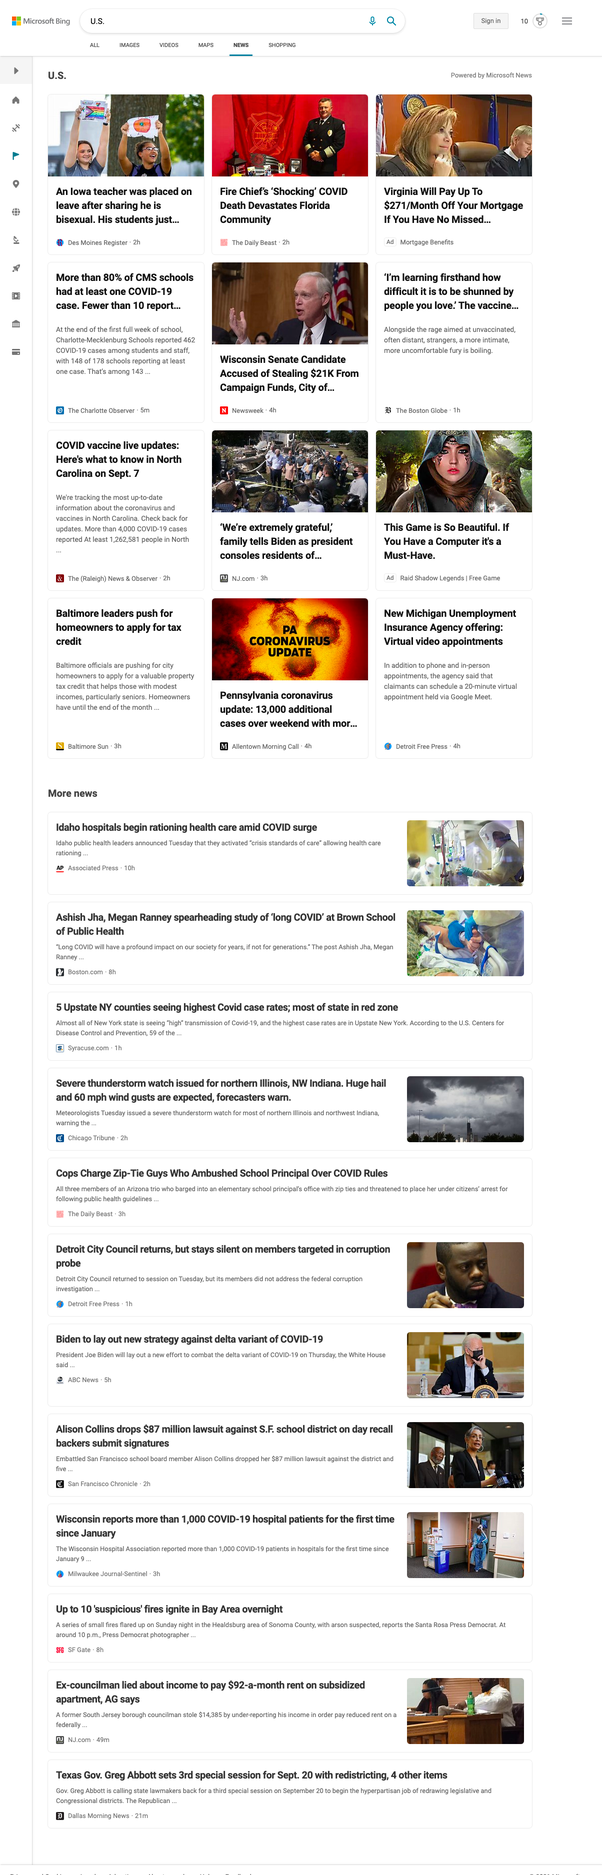 Microsoft Bing
U.S.
Sign in
10
ALL
IMAGES
VIDEOS
MAPS
NEWS
SHOPPING
U.S.
Powered by Microsoft News
An Iowa teacher was placed on
leave after sharing he is
bisexual. His students just...
Des Moines Register · 2h
Fire Chief's 'Shocking' COVID
Death Devastates Florida
Community
The Daily Beast · 2h
Virginia Will Pay Up To
$271/Month Off Your Mortgage
If You Have No Missed...
Ad Mortgage Benefits
More than 80% of CMS schools
had at least one COVID-19
case. Fewer than 10 report...
At the end of the first full week of school,
Charlotte-Mecklenburg Schools reported 462
COVID-19 cases among students and staff,
with 148 of 178 schools reporting at least
one case. That's among 143 ...
The Charlotte Observer · 5m
Wisconsin Senate Candidate
Accused of Stealing $21K From
Campaign Funds, City of...
Newsweek · 4h
'I'm learning firsthand how
difficult it is to be shunned by
people you love.' The vaccine...
Alongside the rage aimed at unvaccinated,
often distant, strangers, a more intimate,
more uncomfortable fury is boiling.
The Boston Globe · 1h
COVID vaccine live updates:
Here's what to know in North
Carolina on Sept. 7
We're tracking the most up-to-date
information about the coronavirus and
vaccines in North Carolina. Check back for
updates. More than 4,000 COVID-19 cases
reported At least 1,262,581 people in North
...
The (Raleigh) News & Observer · 2h
'We're extremely grateful,'
family tells Biden as president
consoles residents of...
NJ.com · 3h
This Game is So Beautiful. If
You Have a Computer it's a
Must-Have.
Ad Raid Shadow Legends | Free Game
Baltimore leaders push for
homeowners to apply for tax
credit
Baltimore officials are pushing for city
homeowners to apply for a valuable property
tax credit that helps those with modest
incomes, particularly seniors. Homeowners
have until the end of the month ...
Baltimore Sun · 3h
PA
CORONAVIRUS
UPDATE
Pennsylvania coronavirus
update: 13,000 additional
cases over weekend with mor...
Allentown Morning Call · 4h
New Michigan Unemployment
Insurance Agency offering:
Virtual video appointments
In addition to phone and in-person
appointments, the agency said that
claimants can schedule a 20-minute virtual
appointment held via Google Meet.
Detroit Free Press · 4h
More news
Idaho hospitals begin rationing health care amid COVID surge
Idaho public health leaders announced Tuesday that they activated "crisis standards of care" allowing health care
rationing ...
AP Associated Press · 10h
Ashish Jha, Megan Ranney spearheading study of 'long COVID' at Brown School
of Public Health
"Long COVID will have a profound impact on our society for years, if not for generations." The post Ashish Jha, Megan
Ranney ...
Boston.com · 8h
5 Upstate NY counties seeing highest Covid case rates; most of state in red zone
Almost all of New York state is seeing "high" transmission of Covid-19, and the highest case rates are in Upstate New York. According to the U.S. Centers for
Disease Control and Prevention, 59 of the ...
Syracuse.com · 1h
Severe thunderstorm watch issued for northern Illinois, NW Indiana. Huge hail
and 60 mph wind gusts are expected, forecasters warn.
Meteorologists Tuesday issued a severe thunderstorm watch for most of northern Illinois and northwest Indiana,
warning the ...
Chicago Tribune · 2h
Cops Charge Zip-Tie Guys Who Ambushed School Principal Over COVID Rules
All three members of an Arizona trio who barged into an elementary school principal's office with zip ties and threatened to place her under citizens' arrest for
following public health guidelines ...
The Daily Beast · 3h
Detroit City Council returns, but stays silent on members targeted in corruption
probe
Detroit City Council returned to session on Tuesday, but its members did not address the federal corruption
investigation ...
Detroit Free Press · 1h
Biden to lay out new strategy against delta variant of COVID-19
President Joe Biden will lay out a new effort to combat the delta variant of COVID-19 on Thursday, the White House
said ...
ABC News · 5h
Alison Collins drops $87 million lawsuit against S.F. school district on day recall
backers submit signatures
Embattled San Francisco school board member Alison Collins dropped her $87 million lawsuit against the district and
five ...
San Francisco Chronicle · 2h
Wisconsin reports more than 1,000 COVID-19 hospital patients for the first time
since January
The Wisconsin Hospital Association reported more than 1,000 COVID-19 patients in hospitals for the first time since
January 9 ...
Milwaukee Journal-Sentinel · 3h
Up to 10 'suspicious' fires ignite in Bay Area overnight
A series of small fires flared up on Sunday night in the Healdsburg area of Sonoma County, with arson suspected, reports the Santa Rosa Press Democrat. At
around 10 p.m., Press Democrat photographer ...
SF Gate · 8h
Ex-councilman lied about income to pay $92-a-month rent on subsidized
apartment, AG says
A former South Jersey borough councilman stole $14,385 by under-reporting his income in order pay reduced rent on a
federally ...
NJ.com · 49m
Texas Gov. Greg Abbott sets 3rd special session for Sept. 20 with redistricting, 4 other items
Gov. Greg Abbott is calling state lawmakers back for a third special session on September 20 to begin the hyperpartisan job of redrawing legislative and
Congressional districts. The Republican ...
Dallas Morning News · 21m